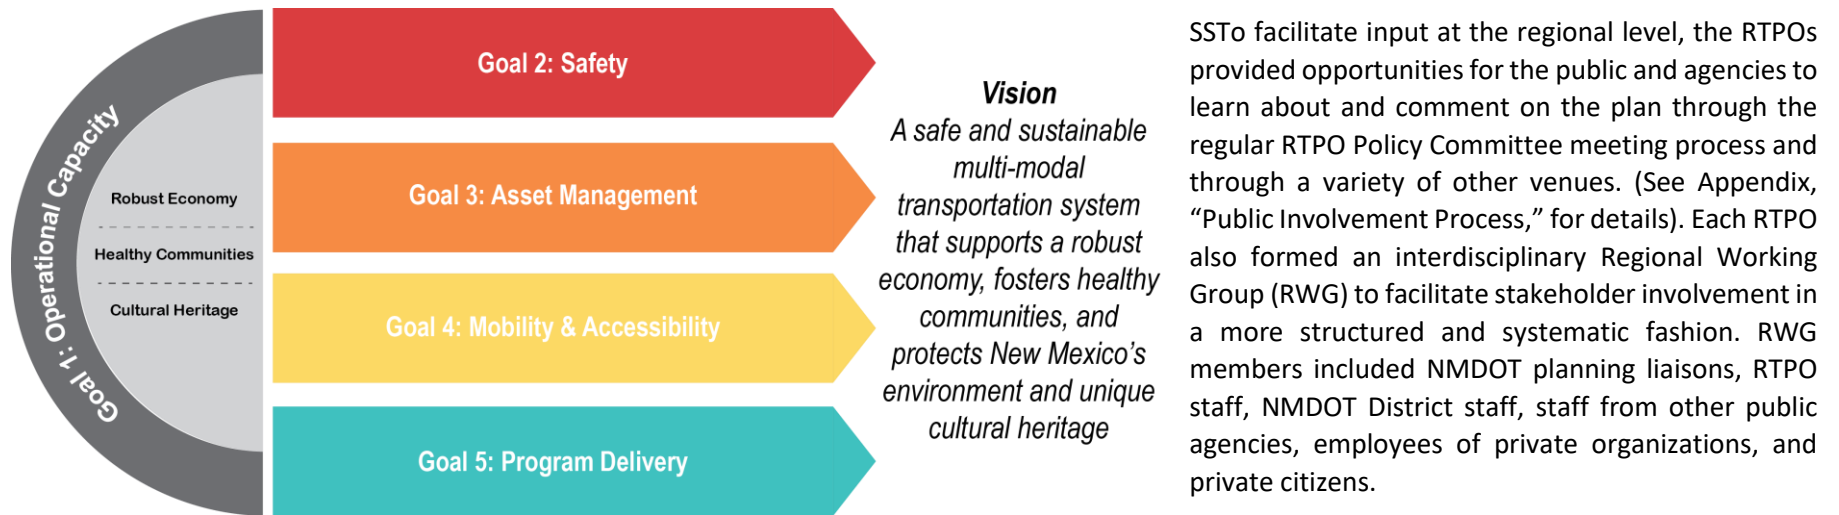 Goal 1: Operational Capacity
Robust Economy
Healthy Communities
Cultural Heritage
Goal 2: Safety
Goal 3: Asset Management
Goal 4: Mobility & Accessibility
Goal 5: Program Delivery
Vision
A safe and sustainable
multi-modal
transportation system
that supports a robust
economy, fosters healthy
communities, and
protects New Mexico’s
environment and unique
cultural heritage
SSTo facilitate input at the regional level, the RTPOs
provided opportunities for the public and agencies to
learn about and comment on the plan through the
regular RTPO Policy Committee meeting process and
through a variety of other venues. (See Appendix,
“Public Involvement Process,” for details). Each RTPO
also formed an interdisciplinary Regional Working
Group (RWG) to facilitate stakeholder involvement in
a more structured and systematic fashion. RWG
members included NMDOT planning liaisons, RTPO
staff, NMDOT District staff, staff from other public
agencies, employees of private organizations, and
private citizens.